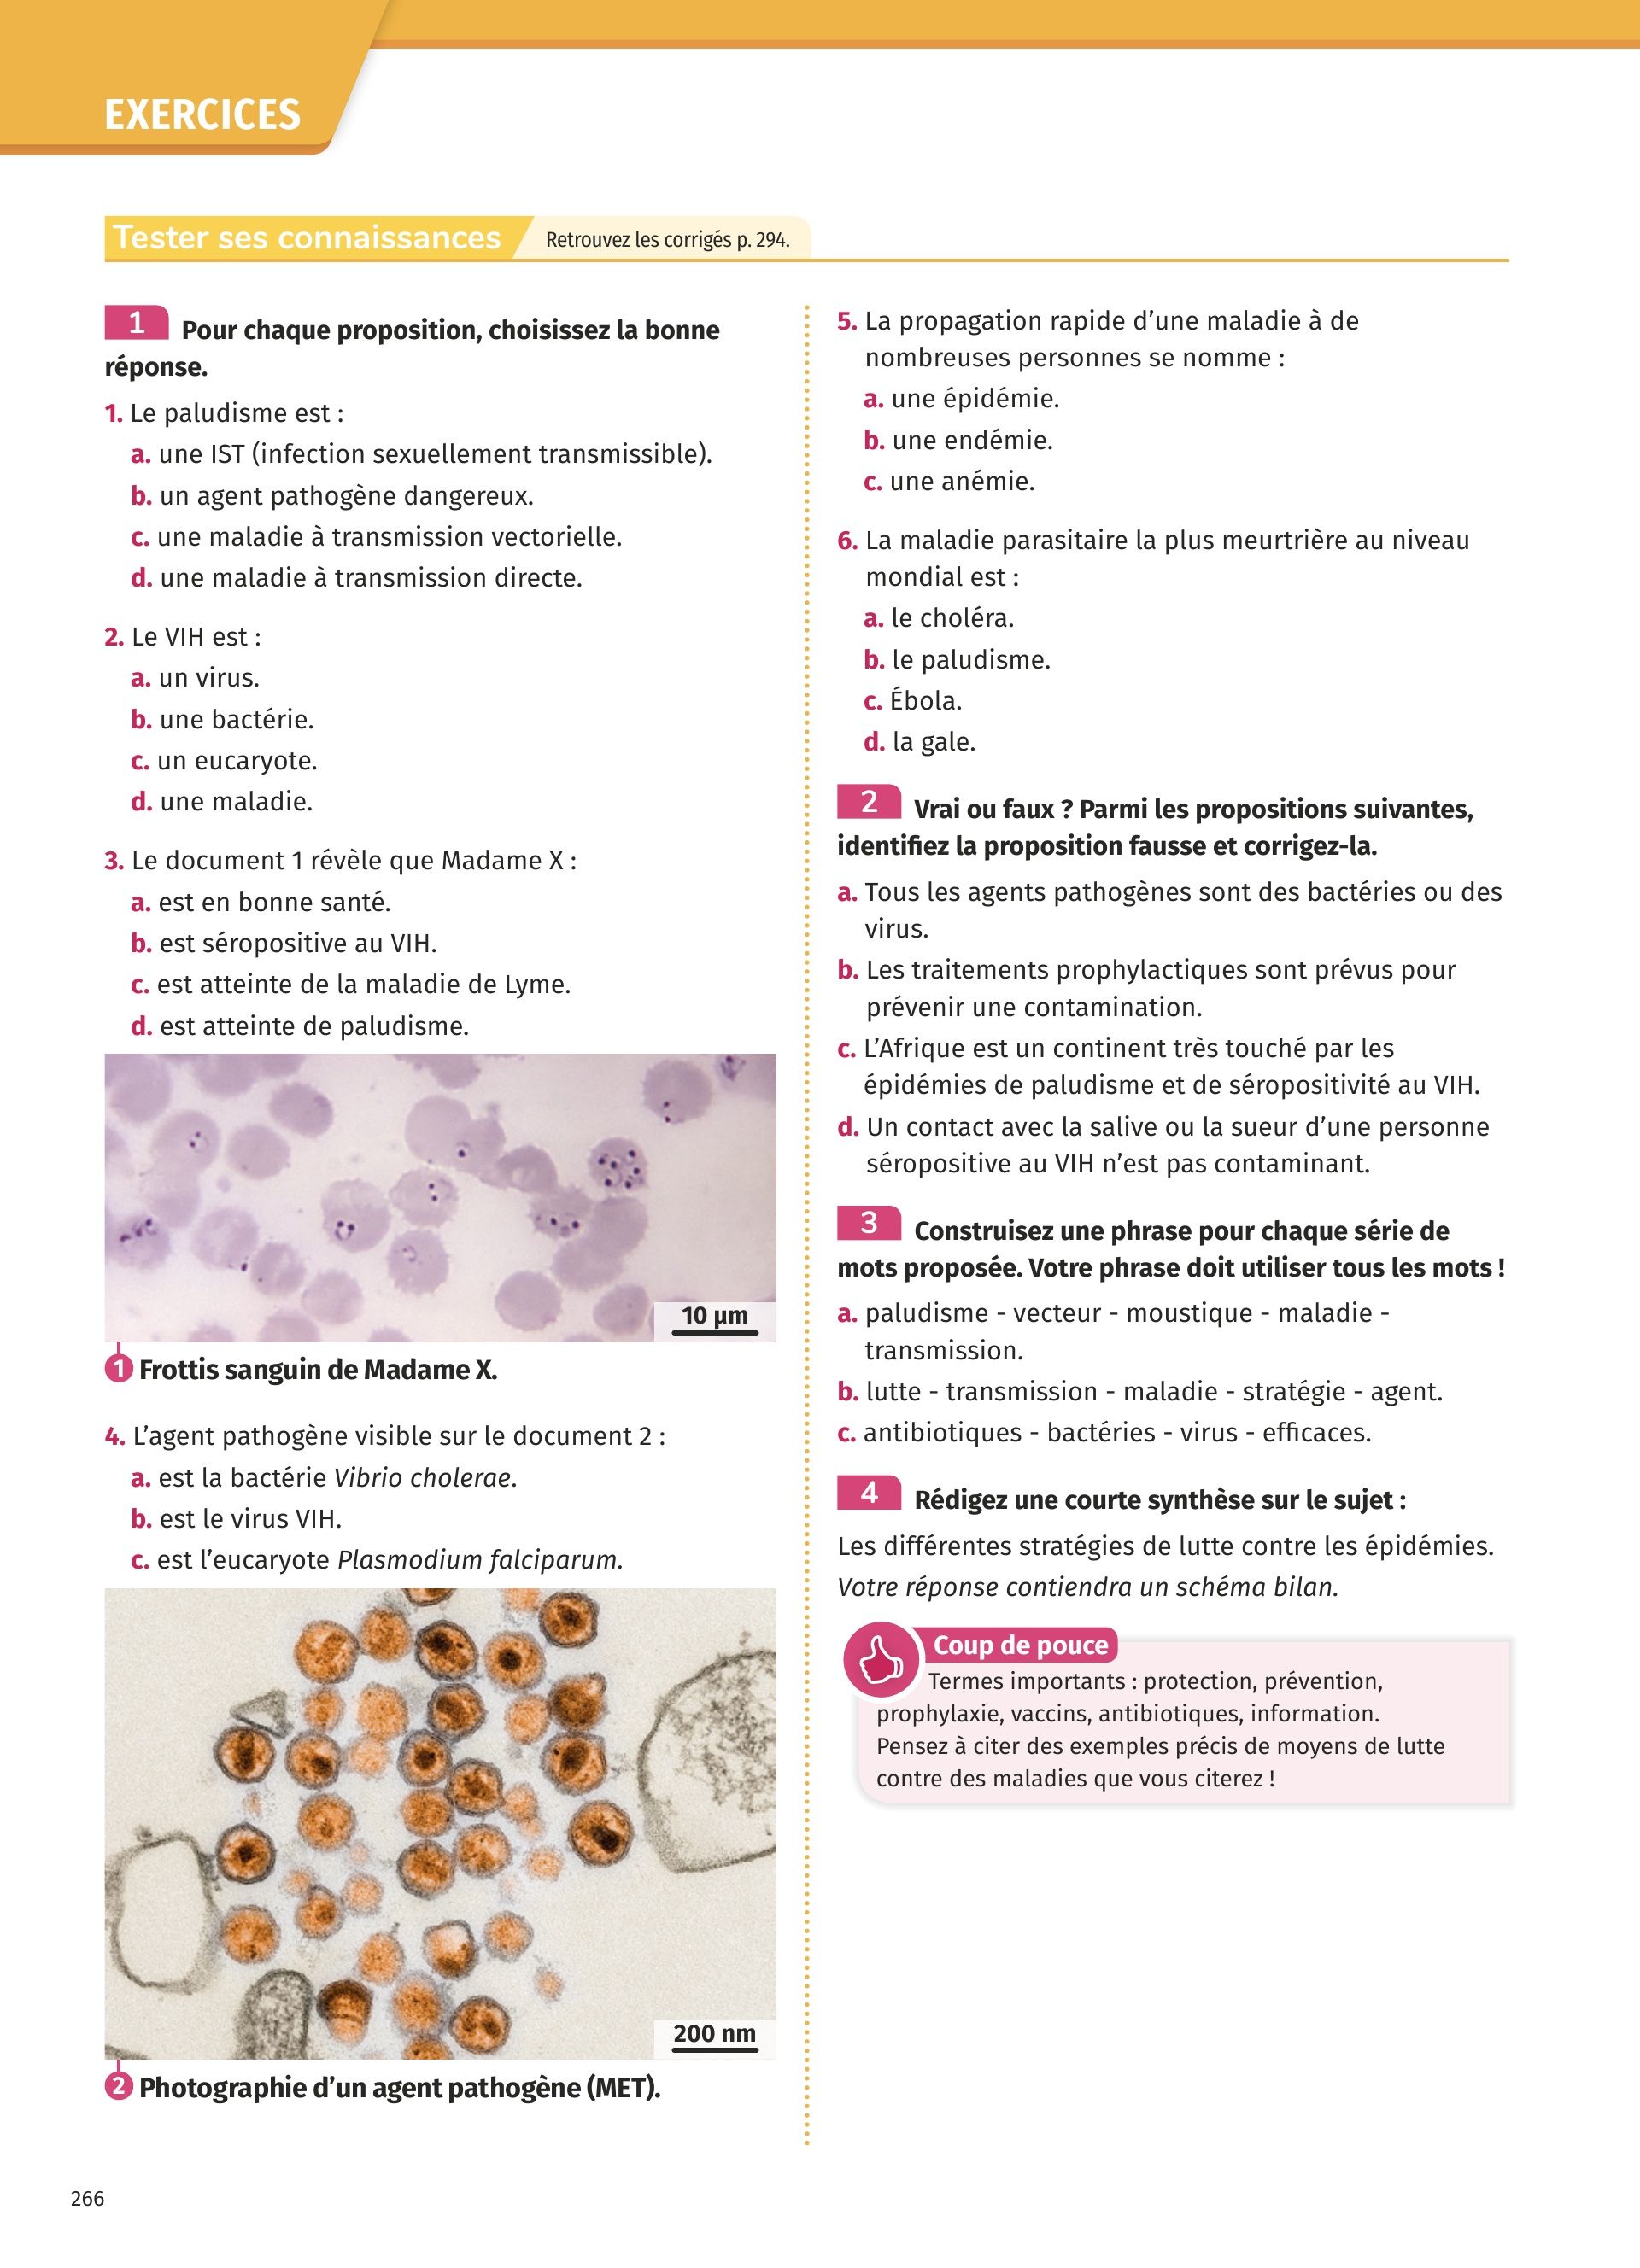 EXERCICES
Tester ses connaissances
Retrouvez les corrigés p. 294.
1 Pour chaque proposition, choisissez la bonne
réponse.
1. Le paludisme est :
a. une IST (infection sexuellement transmissible).
b. un agent pathogène dangereux.
c. une maladie à transmission vectorielle.
d. une maladie à transmission directe.
2. Le VIH est :
a. un virus.
b. une bactérie.
c. un eucaryote.
d. une maladie.
3. Le document 1 révèle que Madame X :
a. est en bonne santé.
b. est séropositive au VIH.
c. est atteinte de la maladie de Lyme.
d. est atteinte de paludisme.
10 µm
1 Frottis sanguin de Madame X.
4. L’agent pathogène visible sur le document 2 :
a. est la bactérie Vibrio cholerae.
b. est le virus VIH.
c. est l’eucaryote Plasmodium falciparum.
200 nm
2 Photographie d’un agent pathogène (MET).
5. La propagation rapide d’une maladie à de
nombreuses personnes se nomme :
a. une épidémie.
b. une endémie.
c. une anémie.
6. La maladie parasitaire la plus meurtrière au niveau
mondial est :
a. le choléra.
b. le paludisme.
c. Ébola.
d. la gale.
2 Vrai ou faux ? Parmi les propositions suivantes,
identifiez la proposition fausse et corrigez-la.
a. Tous les agents pathogènes sont des bactéries ou des
virus.
b. Les traitements prophylactiques sont prévus pour
prévenir une contamination.
c. L’Afrique est un continent très touché par les
épidémies de paludisme et de séropositivité au VIH.
d. Un contact avec la salive ou la sueur d’une personne
séropositive au VIH n’est pas contaminant.
3 Construisez une phrase pour chaque série de
mots proposée. Votre phrase doit utiliser tous les mots !
a. paludisme - vecteur - moustique - maladie -
transmission.
b. lutte - transmission - maladie - stratégie - agent.
c. antibiotiques - bactéries - virus - efficaces.
4 Rédigez une courte synthèse sur le sujet :
Les différentes stratégies de lutte contre les épidémies.
Votre réponse contiendra un schéma bilan.
Coup de pouce
Termes importants : protection, prévention,
prophylaxie, vaccins, antibiotiques, information.
Pensez à citer des exemples précis de moyens de lutte
contre des maladies que vous citerez !
266